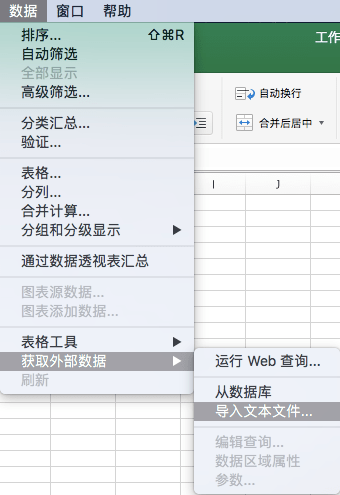 数据 窗口 帮助
工作
排序... ⇧⌘R
自动筛选
全部显示
高级筛选...
自动换行
分类汇总...
合并后居中
验证...
表格...
I J
分列...
合并计算...
分组和分级显示
通过数据透视表汇总
图表源数据...
图表添加数据...
表格工具
获取外部数据
运行 Web 查询...
刷新
从数据库
导入文本文件...
编辑查询...
数据区域属性
参数...